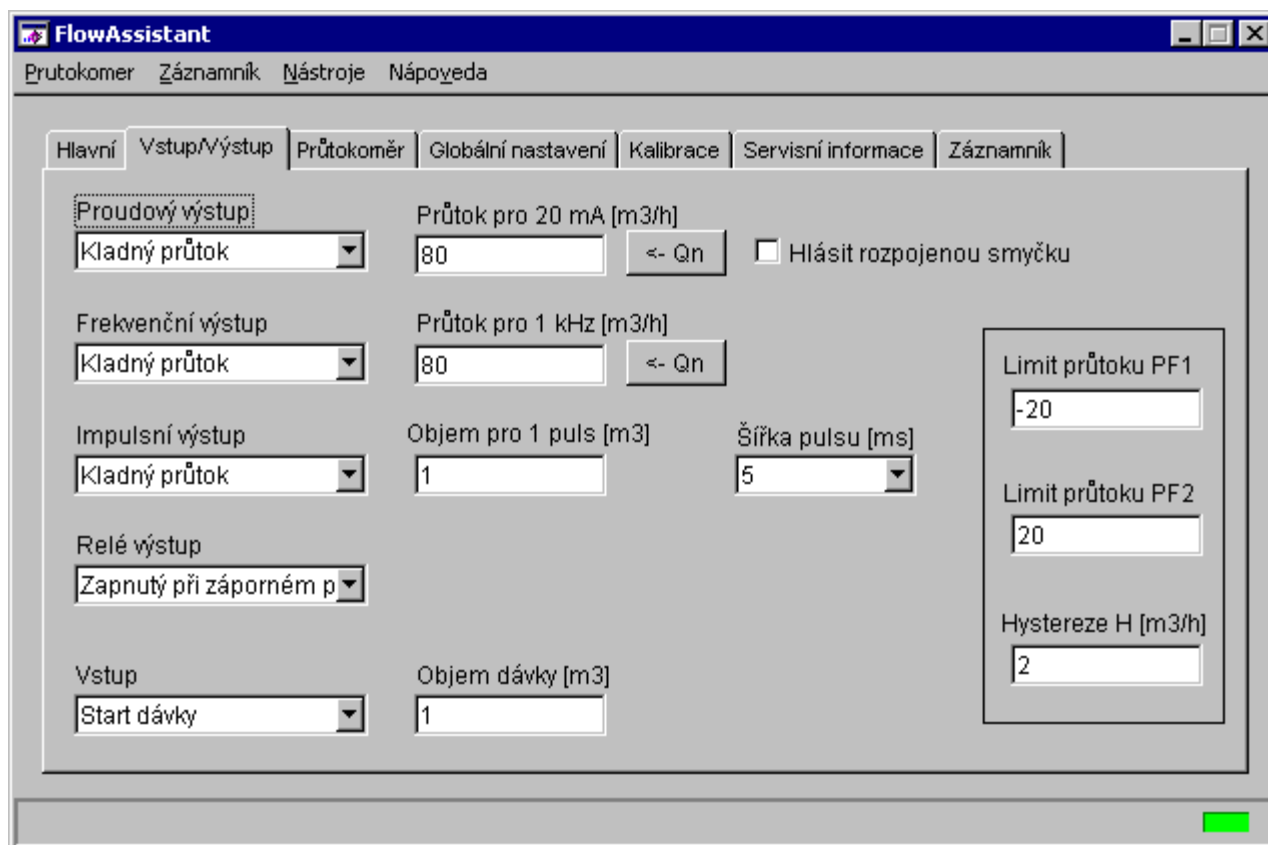 FlowAssistant
Prutokomer Záznamník Nástroje Nápoveda
Hlavní Vstup/Výstup Průtokoměr Globální nastavení Kalibrace Servisní informace Záznamník
Proudový výstup Průtok pro 20 mA [m3/h]
Kladný průtok 80 <- Qn Hlásit rozpojenou smyčku
Frekvenční výstup Průtok pro 1 kHz [m3/h]
Kladný průtok 80 <- Qn
Limit průtoku PF1
-20
Impulsní výstup Objem pro 1 puls [m3] Šířka pulsu [ms]
Kladný průtok 1 5
Limit průtoku PF2
20
Relé výstup
Zapnutý při záporném p
Hystereze H [m3/h]
2
Vstup Objem dávky [m3]
Start dávky 1